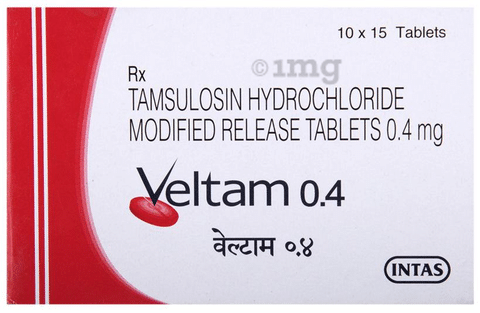 10 x 15 Tablets
©1mg
Rx
TAMSULOSIN HYDROCHLORIDE
MODIFIED RELEASE TABLETS 0.4 mg
Veltam 0.4
वेल्टाम ०.४
INTAS